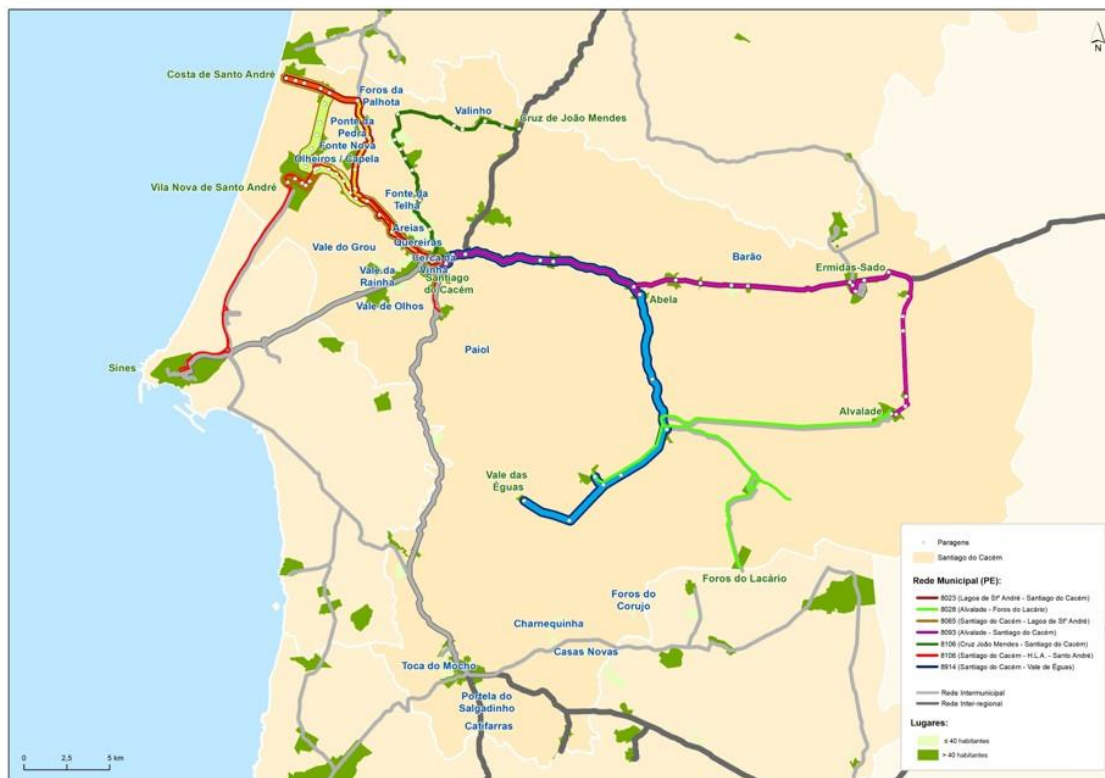 N
Costa de Santo André
Foros da
Palhota
Valinho
Cruz de João Mendes
Ponte da
Pedra
Fonte Nova
Olheiros / Capela
Vila Nova de Santo André
Fonte da
Telha
Areias
Quereiras
Vale do Grou
Cerca da
Vinha
Barão
Ermidas-Sado
Vale da
Rainha
Santiago
do Cacém
Abela
Vale de Olhos
Paiol
Sines
Alvalade
Vale das
Éguas
Foros do Lacário
Foros do
Corujo
Charnequinha
Casas Novas
Toca do Mocho
Portela do
Salgadinho
Catifarras
0 2,5 5 km
Paragens
Santiago do Cacém
Rede Municipal (PE):
8023 (Lagoa de Stº André - Santiago do Cacém)
8028 (Alvalade - Foros do Lacário)
8065 (Santiago do Cacém - Lagoa de Stº André)
8093 (Alvalade - Santiago do Cacém)
8106 (Cruz João Mendes - Santiago do Cacém)
8106 (Santiago do Cacém - H.L.A. - Santo André)
8914 (Santiago do Cacém - Vale de Éguas)
Rede Intermunicipal
Rede Inter-regional
Lugares:
≤ 40 habitantes
> 40 habitantes